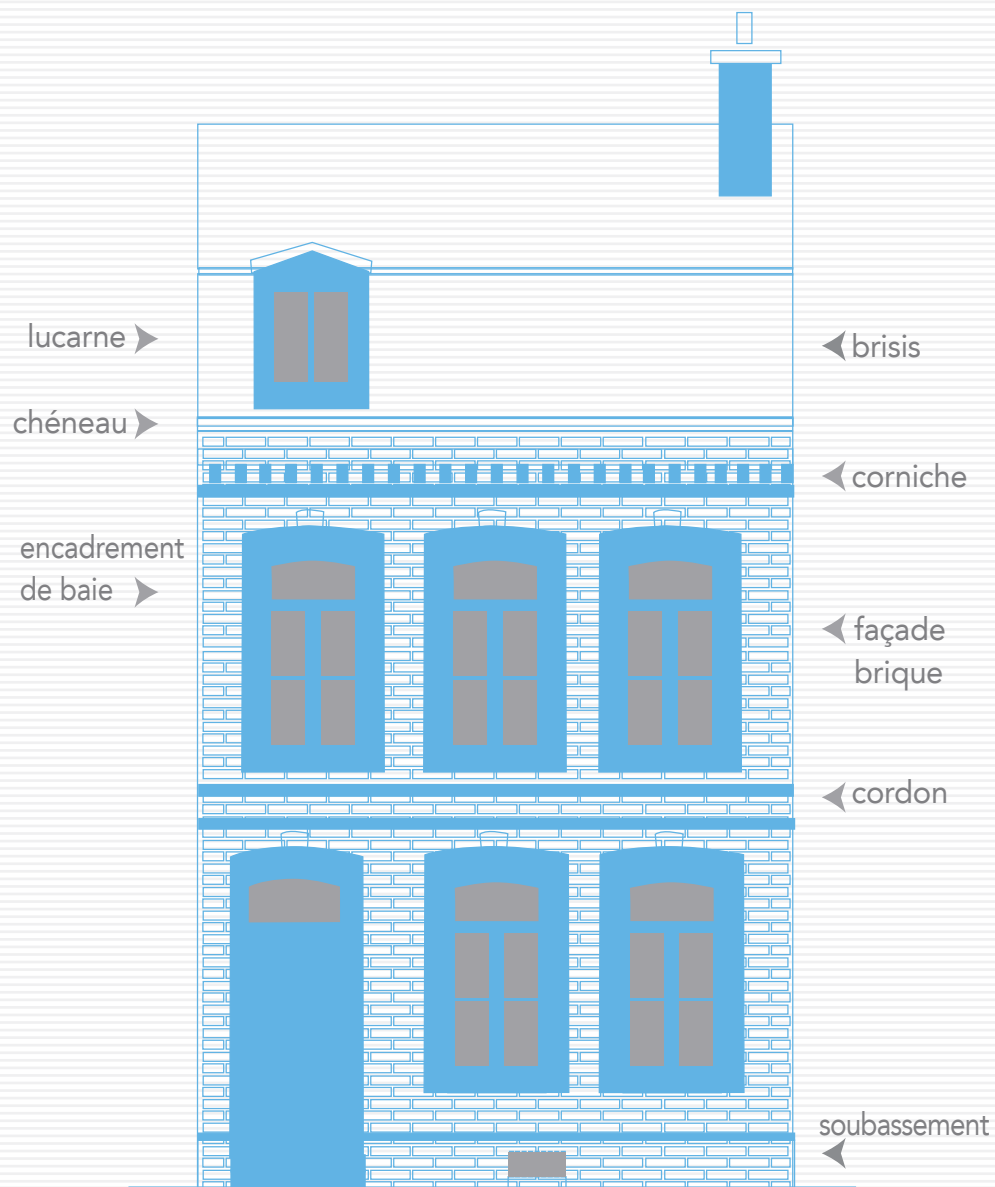 lucarne
brisis
chéneau
corniche
encadrement
de baie
façade
brique
cordon
soubassement